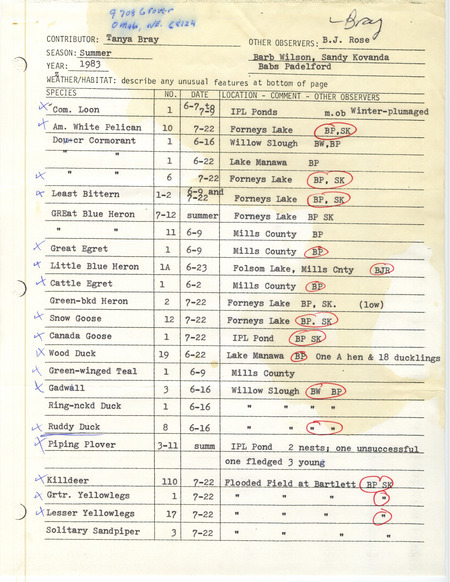 9708 Grover
Omaha, NE. 68124
Bray
CONTRIBUTOR: Tanya Bray OTHER OBSERVERS: B.J. Rose
SEASON: Summer Barb Wilson, Sandy Kovanda
YEAR: 1983 Babs Padelford
WEATHER/HABITAT: describe any unusual features at bottom of page
SPECIES NO. DATE LOCATION - COMMENT - OTHER OBSERVERS
Com. Loon 1 6-7,18 IPL Ponds m.ob Winter-plumaged
Am. White Pelican 10 7-22 Forneys Lake BP,SK
Dou-cr Cormorant 1 6-16 Willow Slough BW,BP
" " 1 6-22 Lake Manawa BP
" " 6 7-22 Forneys Lake BP, SK
Least Bittern 1-2 6-9 and 7-22 Forneys Lake BP, SK
GREat Blue Heron 7-12 summer Forneys Lake BP SK
" " 11 6-9 Mills County BP
Great Egret 1 6-9 Mills County BP
Little Blue Heron 1A 6-23 Folsom Lake, Mills Cnty BJR
Cattle Egret 1 6-2 Mills County BP
Green-bkd Heron 2 7-22 Forneys Lake BP, SK. (low)
Snow Goose 12 7-22 Forneys Lake BP. SK
Canada Goose 1 7-22 IPL Pond BP SK
Wood Duck 19 6-22 Lake Manawa BP One A hen & 18 ducklings
Green-winged Teal 1 6-9 Mills County
Gadwall 3 6-16 Willow Slough BW BP
Ring-nckd Duck 1 6-16 " " " "
Ruddy Duck 8 6-16 " " " "
Piping Plover 3-11 summ IPL Pond 2 nests; one unsuccessful
one fledged 3 young
Killdeer 110 7-22 Flooded Field at Bartlett BP SK
Grtr. Yellowlegs 1 7-22 " " " "
Lesser Yellowlegs 17 7-22 " " " "
Solitary Sandpiper 3 7-22 " " " "